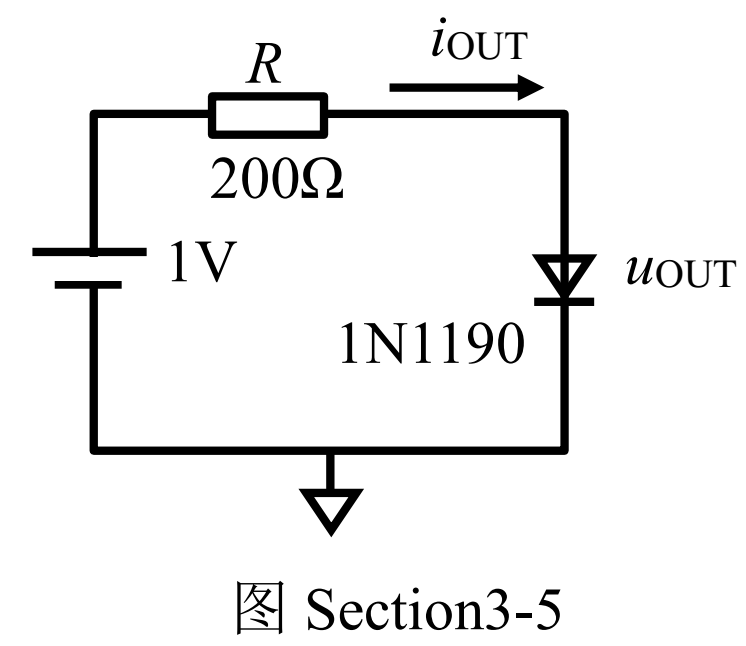 iOUT
R
200Ω
1V
uOUT
1N1190
图 Section3-5